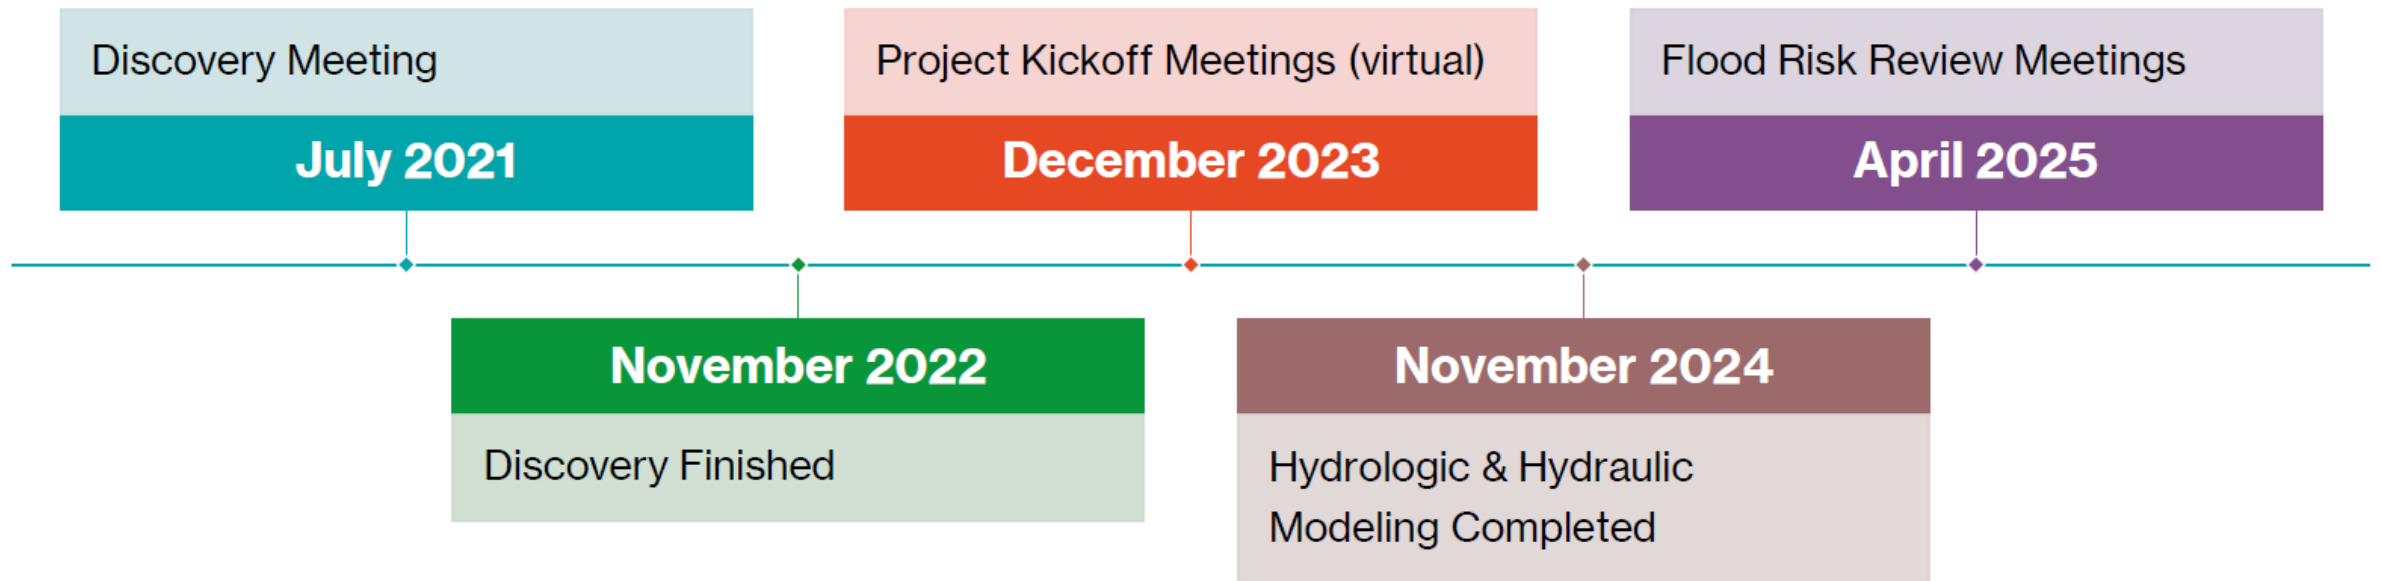 Discovery Meeting
July 2021
November 2022
Discovery Finished
Project Kickoff Meetings (virtual)
December 2023
November 2024
Hydrologic & Hydraulic
Modeling Completed
Flood Risk Review Meetings
April 2025